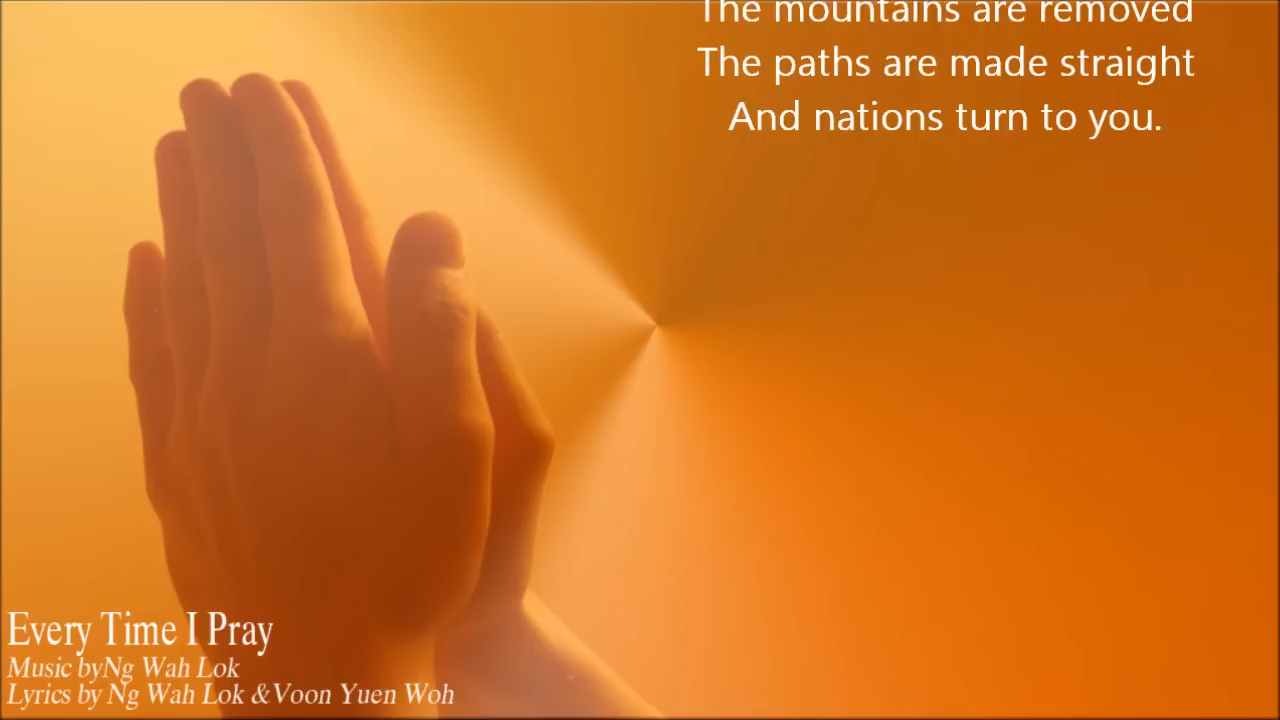 The mountains are removed
The paths are made straight
And nations turn to you.
Every Time I Pray
Music byNg Wah Lok
Lyrics by Ng Wah Lok &Voon Yuen Woh